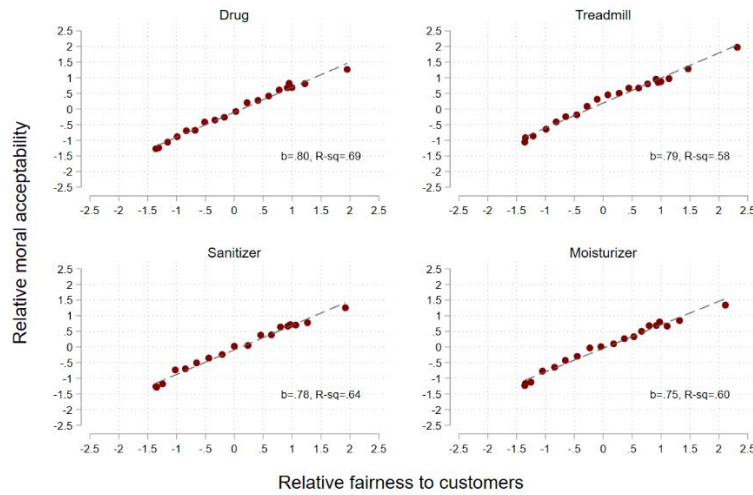 Drug
Treadmill
2.5 2 1.5 1 .5 0 -.5 -1 -1.5 -2 -2.5
b=.80, R-sq=.69
-2.5 -2 -1.5 -1 -.5 0 .5 1 1.5 2 2.5
2.5 2 1.5 1 .5 0 -.5 -1 -1.5 -2 -2.5
b=.79, R-sq=.58
-2.5 -2 -1.5 -1 -.5 0 .5 1 1.5 2 2.5
Relative moral acceptability
Sanitizer
Moisturizer
2.5 2 1.5 1 .5 0 -.5 -1 -1.5 -2 -2.5
b=.78, R-sq=.64
-2.5 -2 -1.5 -1 -.5 0 .5 1 1.5 2 2.5
2.5 2 1.5 1 .5 0 -.5 -1 -1.5 -2 -2.5
b=.75, R-sq=.60
-2.5 -2 -1.5 -1 -.5 0 .5 1 1.5 2 2.5
Relative fairness to customers